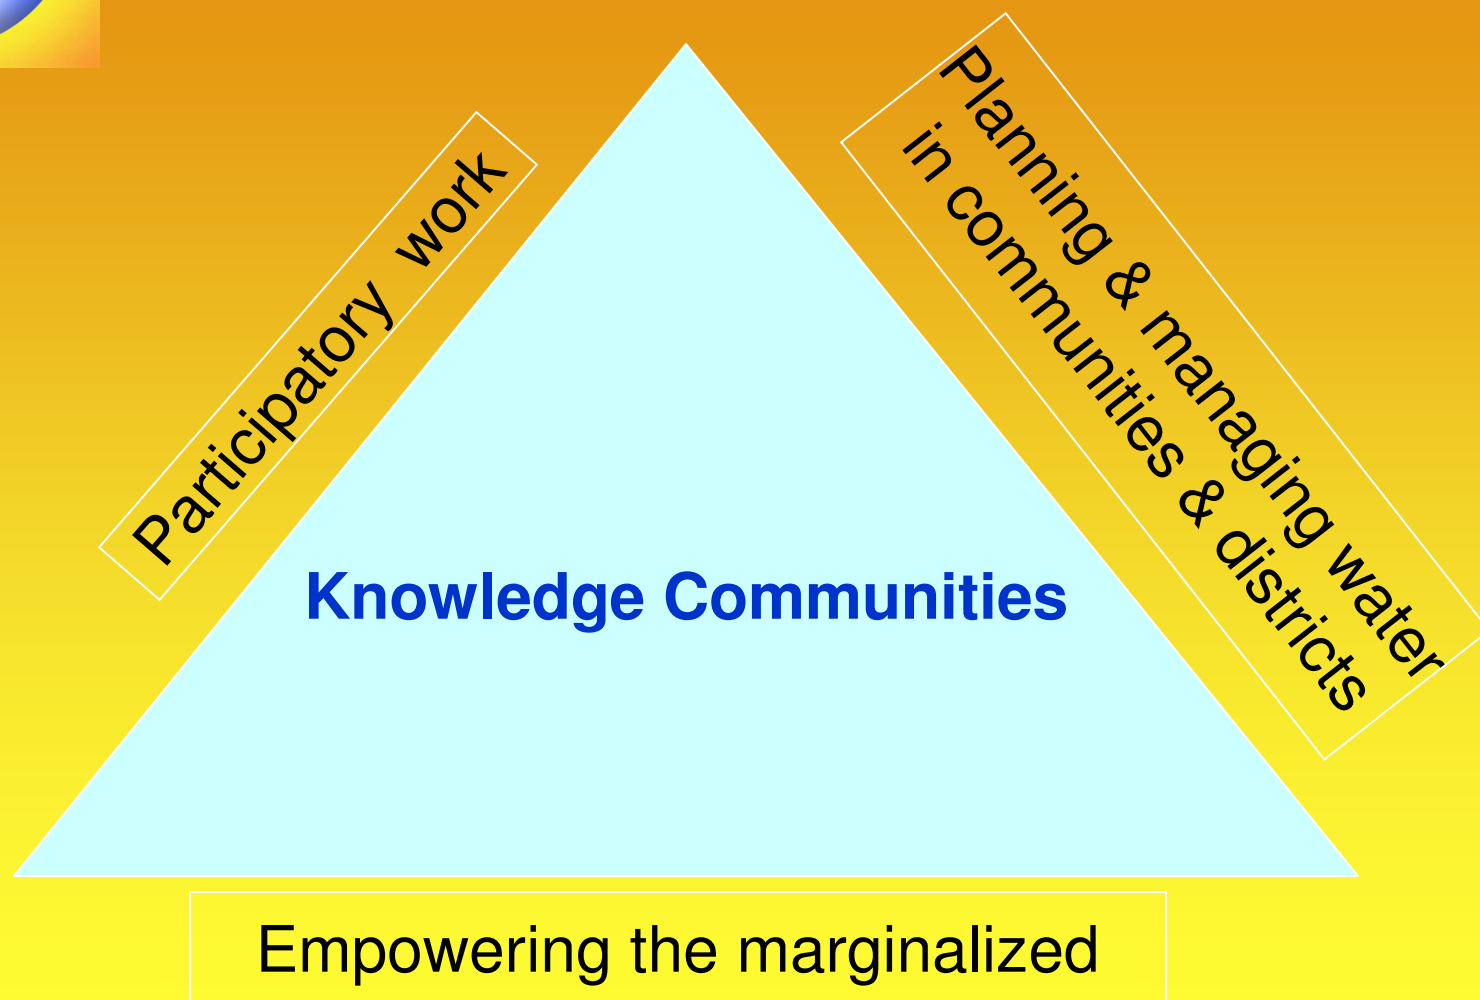 Participatory work
Planning & managing water
in communities & districts
Knowledge Communities
Empowering the marginalized